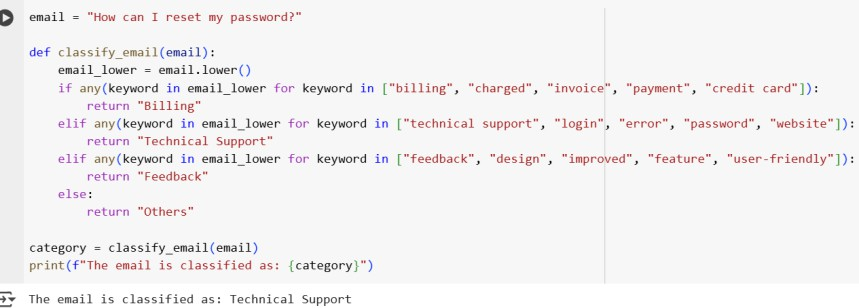 email = "How can I reset my password?"
def classify_email(email):
    email_lower = email.lower()
    if any(keyword in email_lower for keyword in ["billing", "charged", "invoice", "payment", "credit card"]):
        return "Billing"
    elif any(keyword in email_lower for keyword in ["technical support", "login", "error", "password", "website"]):
        return "Technical Support"
    elif any(keyword in email_lower for keyword in ["feedback", "design", "improved", "feature", "user-friendly"]):
        return "Feedback"
    else:
        return "Others"
category = classify_email(email)
print(f"The email is classified as: {category}")
The email is classified as: Technical Support